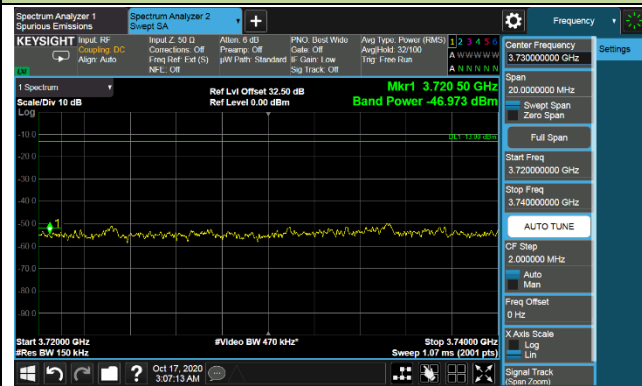 Spectrum Analyzer 1
Spurious Emissions
Spectrum Analyzer 2
Swept SA
Frequency
KEYSIGHT
Input: RF
Coupling: DC
Align: Auto
Input Z: 50 Ω
Corrections: Off
Freq Ref: Ext (S)
NFE: Off
Atten: 6 dB
Preamp: Off
µW Path: Standard
PNO: Best Wide
Gate: Off
IF Gain: Low
Sig Track: Off
Avg Type: Power (RMS)
Avg|Hold: 32/100
Trig: Free Run
1 2 3 4 5 6
A W W W W W
A N N N N N
Center Frequency
3.730000000 GHz
Settings
Span
20.0000000 MHz
Swept Span
Zero Span
Full Span
Start Freq
3.720000000 GHz
Stop Freq
3.740000000 GHz
AUTO TUNE
CF Step
2.000000 MHz
Auto
Man
Freq Offset
0 Hz
X Axis Scale
Log
Lin
Signal Track
(Span Zoom)
1 Spectrum
Scale/Div 10 dB
Log
Ref Lvl Offset 32.50 dB
Ref Level 0.00 dBm
Mkr1 3.720 50 GHz
Band Power -46.973 dBm
-10.0
-20.0
-30.0
-40.0
-50.0
-60.0
-70.0
-80.0
-90.0
1
Start 3.72000 GHz
#Res BW 150 kHz
#Video BW 470 kHz*
Stop 3.74000 GHz
Sweep 1.07 ms (2001 pts)
Oct 17, 2020
3:07:13 AM